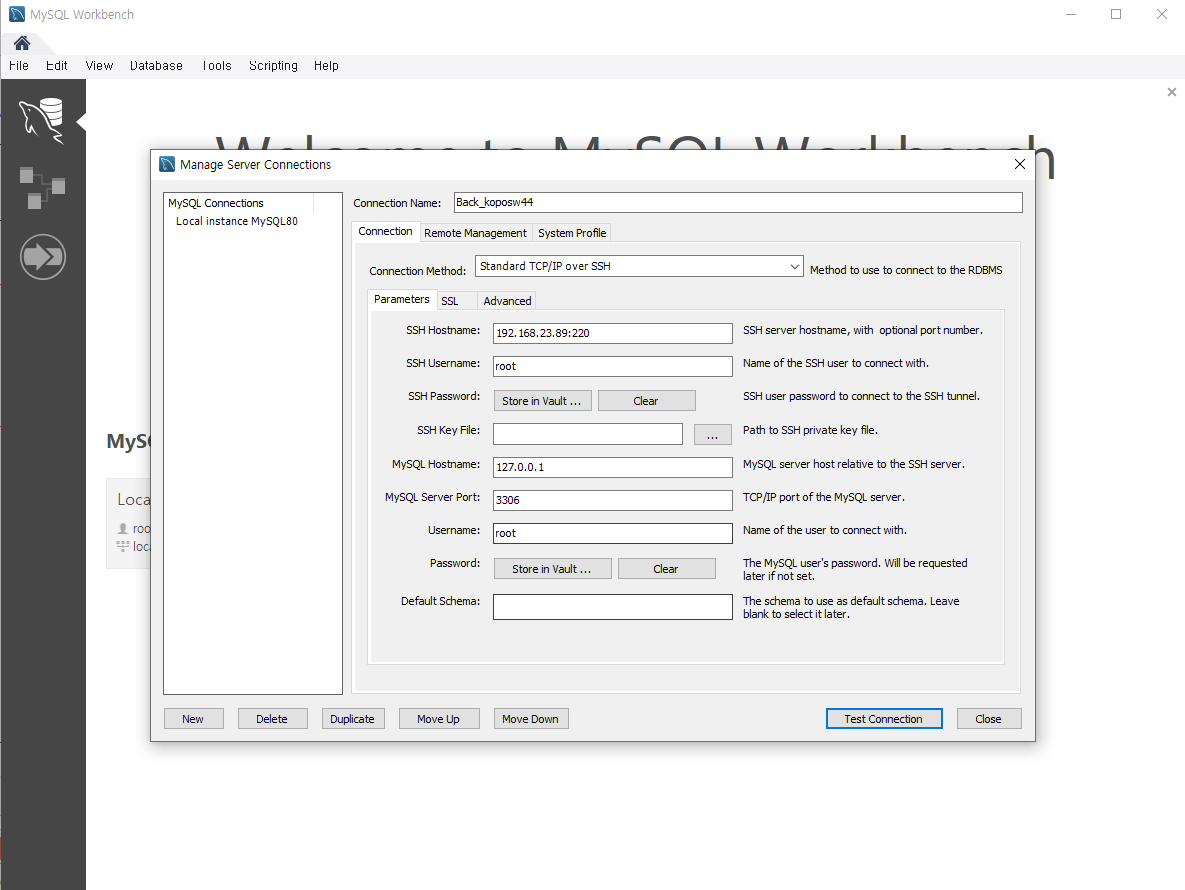 MySQL Workbench
File Edit View Database Tools Scripting Help
Welcome to MySQL Workbench
Manage Server Connections
MySQL Connections
Local instance MySQL80
Connection Name: Back_koposw44
Connection Remote Management System Profile
Connection Method: Standard TCP/IP over SSH Method to use to connect to the RDBMS
Parameters SSL Advanced
SSH Hostname: 192.168.23.89:220 SSH server hostname, with optional port number.
SSH Username: root Name of the SSH user to connect with.
SSH Password: Store in Vault ... Clear SSH user password to connect to the SSH tunnel.
SSH Key File: ... Path to SSH private key file.
MySQL Hostname: 127.0.0.1 MySQL server host relative to the SSH server.
MySQL Server Port: 3306 TCP/IP port of the MySQL server.
Username: root Name of the user to connect with.
Password: Store in Vault ... Clear The MySQL user's password. Will be requested
later if not set.
Default Schema: The schema to use as default schema. Leave
blank to select it later.
New Delete Duplicate Move Up Move Down Test Connection Close
MyS
Loca
roo
loca